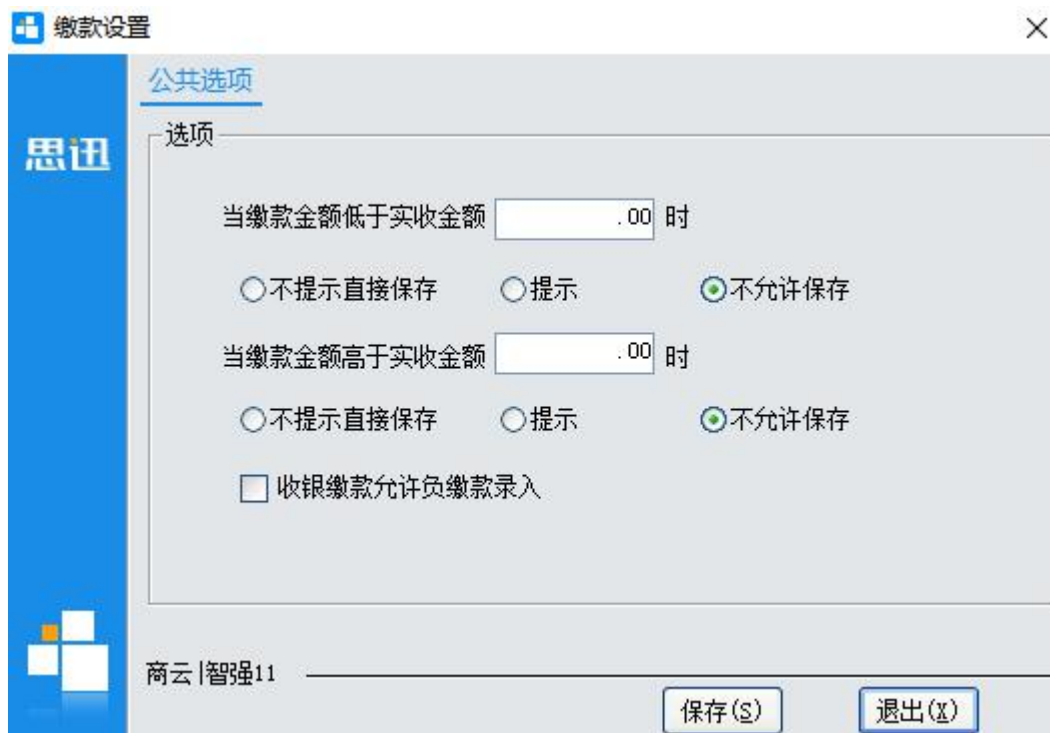 缴款设置
公共选项
思迅
选项
当缴款金额低于实收金额 .00 时
不提示直接保存 提示 不允许保存
当缴款金额高于实收金额 .00 时
不提示直接保存 提示 不允许保存
收银缴款允许负缴款录入
商云|智强11
保存(S) 退出(X)